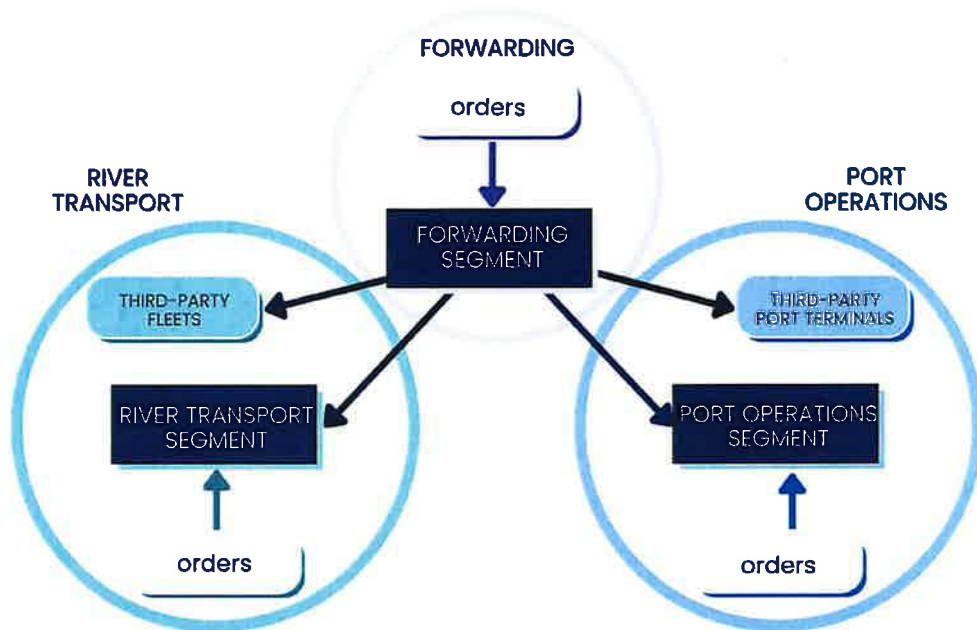 FORWARDING
orders
RIVER
TRANSPORT
PORT
OPERATIONS
FORWARDING
SEGMENT
THIRD-PARTY
FLEETS
THIRD-PARTY
PORT TERMINALS
RIVER TRANSPORT
SEGMENT
PORT OPERATIONS
SEGMENT
orders
orders